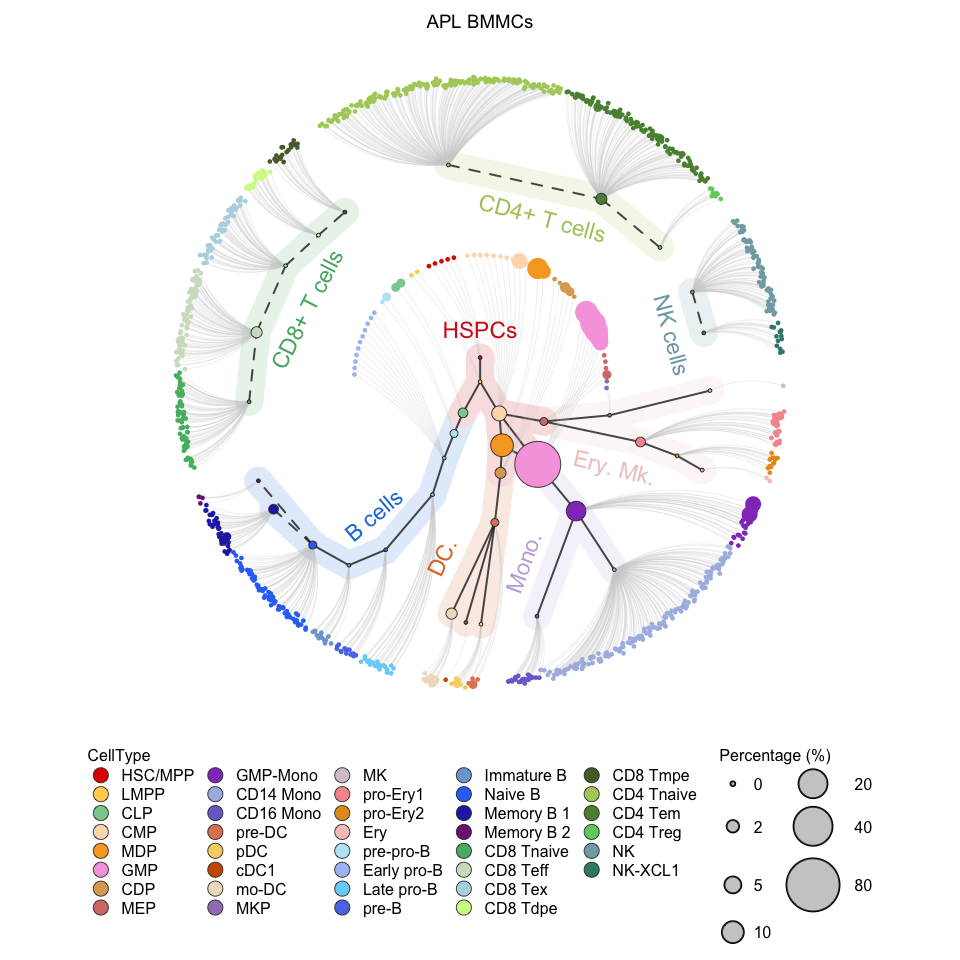 APL BMMCs
CD4+ T cells
CD8+ T cells
NK cells
HSPCs
Ery. Mk.
B cells
DC.
Mono.
CellType
HSC/MPP
LMPP
CLP
CMP
MDP
GMP
CDP
MEP
GMP-Mono
CD14 Mono
CD16 Mono
pre-DC
pDC
cDC1
mo-DC
MKP
MK
pro-Ery1
pro-Ery2
Ery
pre-pro-B
Early pro-B
Late pro-B
pre-B
Immature B
Naive B
Memory B 1
Memory B 2
CD8 Tnaive
CD8 Teff
CD8 Tex
CD8 Tdpe
CD8 Tmpe
CD4 Tnaive
CD4 Tem
CD4 Treg
NK
NK-XCL1
Percentage (%)
0
2
5
10
20
40
80